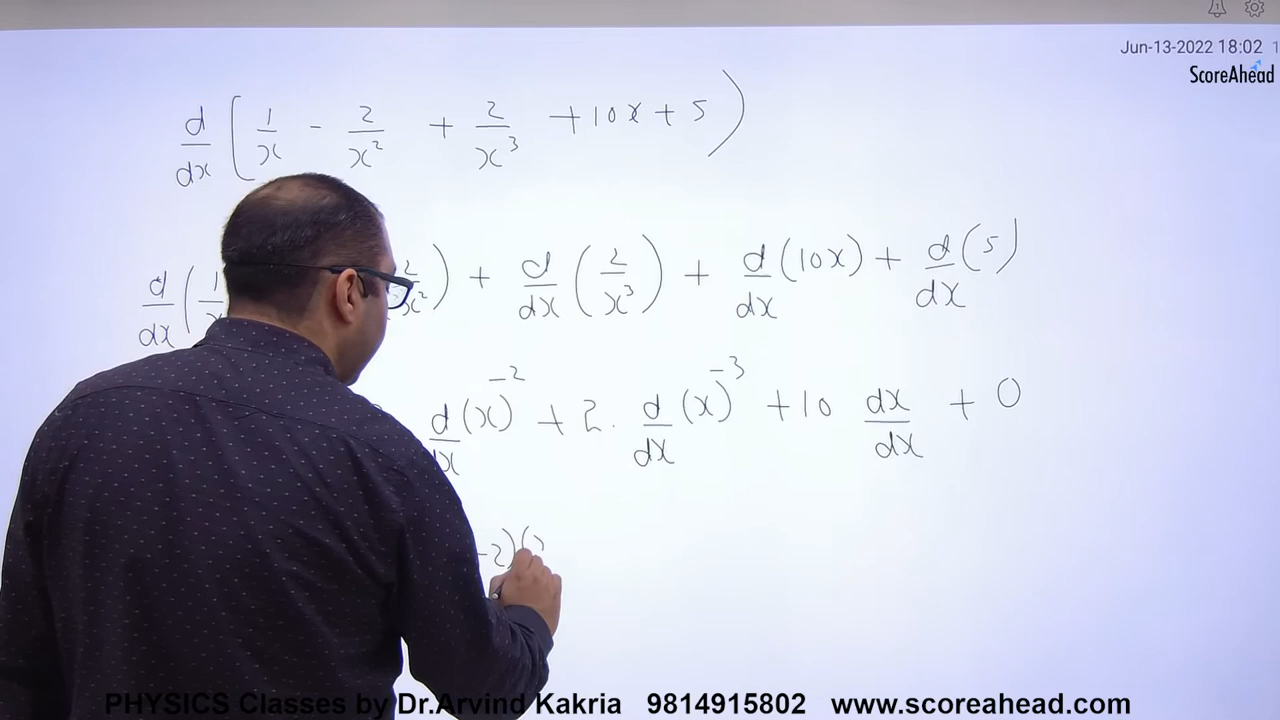 Jun-13-2022 18:02 1
ScoreAhead
d/dx (1/x - 2/x² + 2/x³ + 10x + 5)
d/dx (1/ 2/x²) + d/dx (2/x³) + d/dx (10x) + d/dx (5)
d/dx (x)⁻² + 2. d/dx (x)⁻³ + 10 dx/dx + 0
-2)(
PHYSICS Classes by Dr.Arvind Kakria 9814915802 www.scoreahead.com